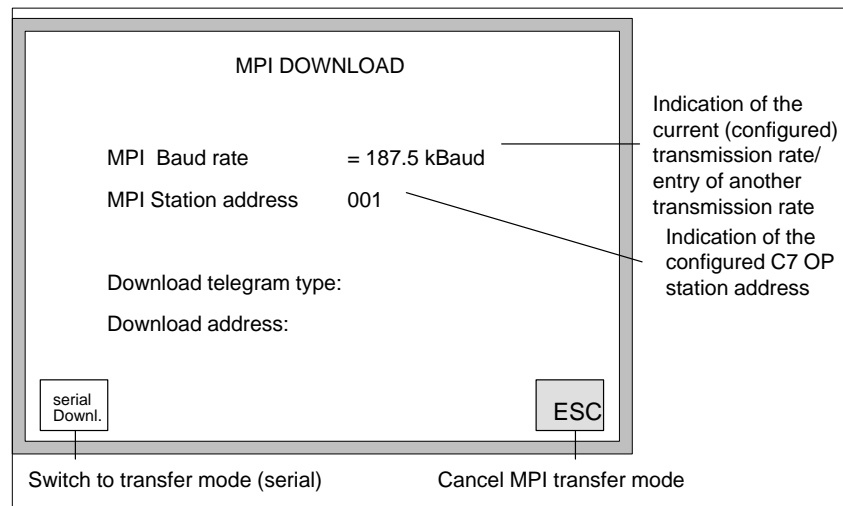 MPI DOWNLOAD
MPI Baud rate = 187.5 kBaud
MPI Station address 001
Download telegram type:
Download address:
serial
Downl.
ESC
Indication of the
current (configured)
transmission rate/
entry of another
transmission rate
Indication of the
configured C7 OP
station address
Switch to transfer mode (serial)
Cancel MPI transfer mode